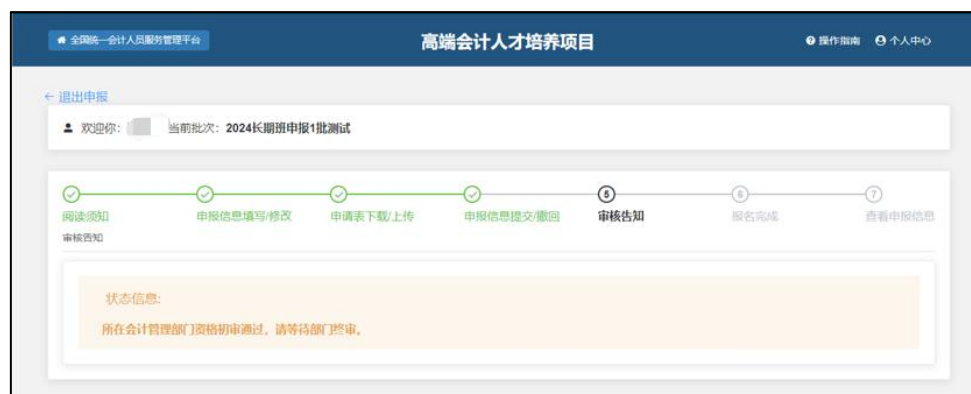 全国统一会计人员服务管理平台
高端会计人才培养项目
操作指南 个人中心
← 退出申报
欢迎你： 当前批次：2024长期班申报1批测试
5 6 7
阅读须知 申报信息填写/修改 申请表下载/上传 申报信息提交/撤回 审核告知 报名完成 查看申报信息
审核告知
状态信息:
所在会计管理部门资格初审通过，请等待部门终审。